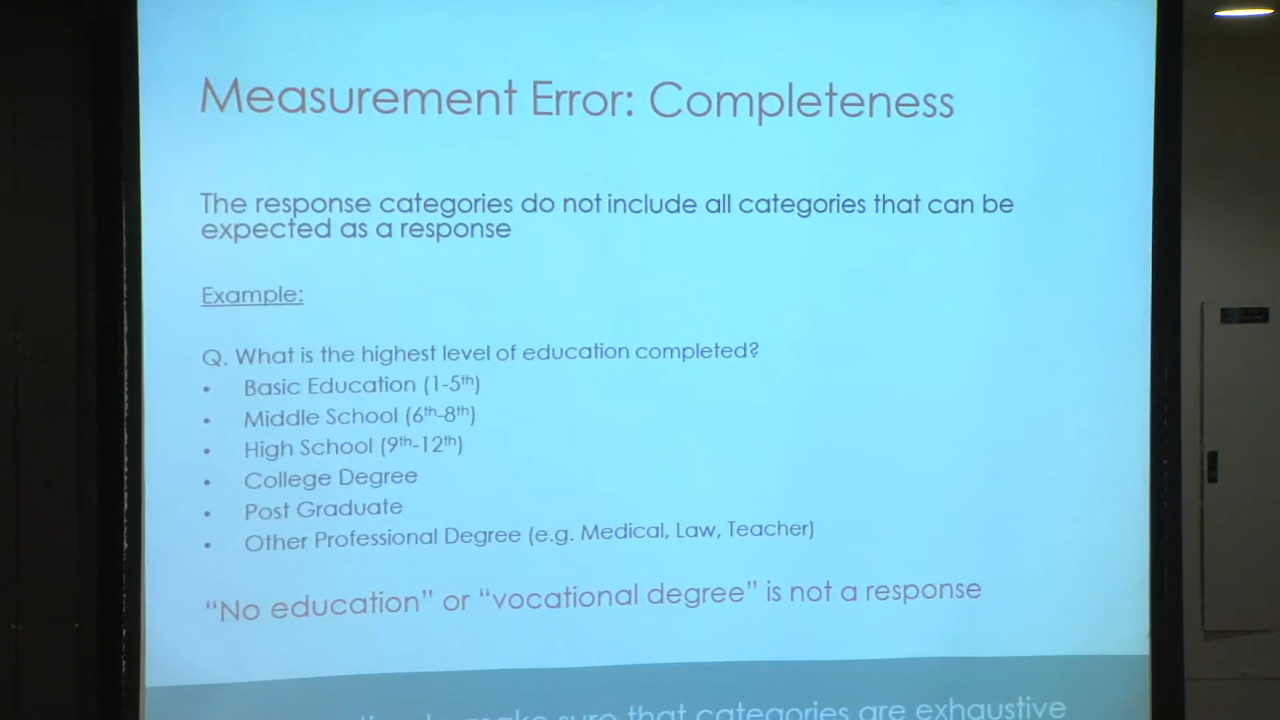 Measurement Error: Completeness
The response categories do not include all categories that can be
expected as a response
Example:
Q. What is the highest level of education completed?
• Basic Education (1-5th)
• Middle School (6th-8th)
• High School (9th-12th)
• College Degree
• Post Graduate
• Other Professional Degree (e.g. Medical, Law, Teacher)
“No education” or “vocational degree” is not a response
make sure that categories are exhaustive